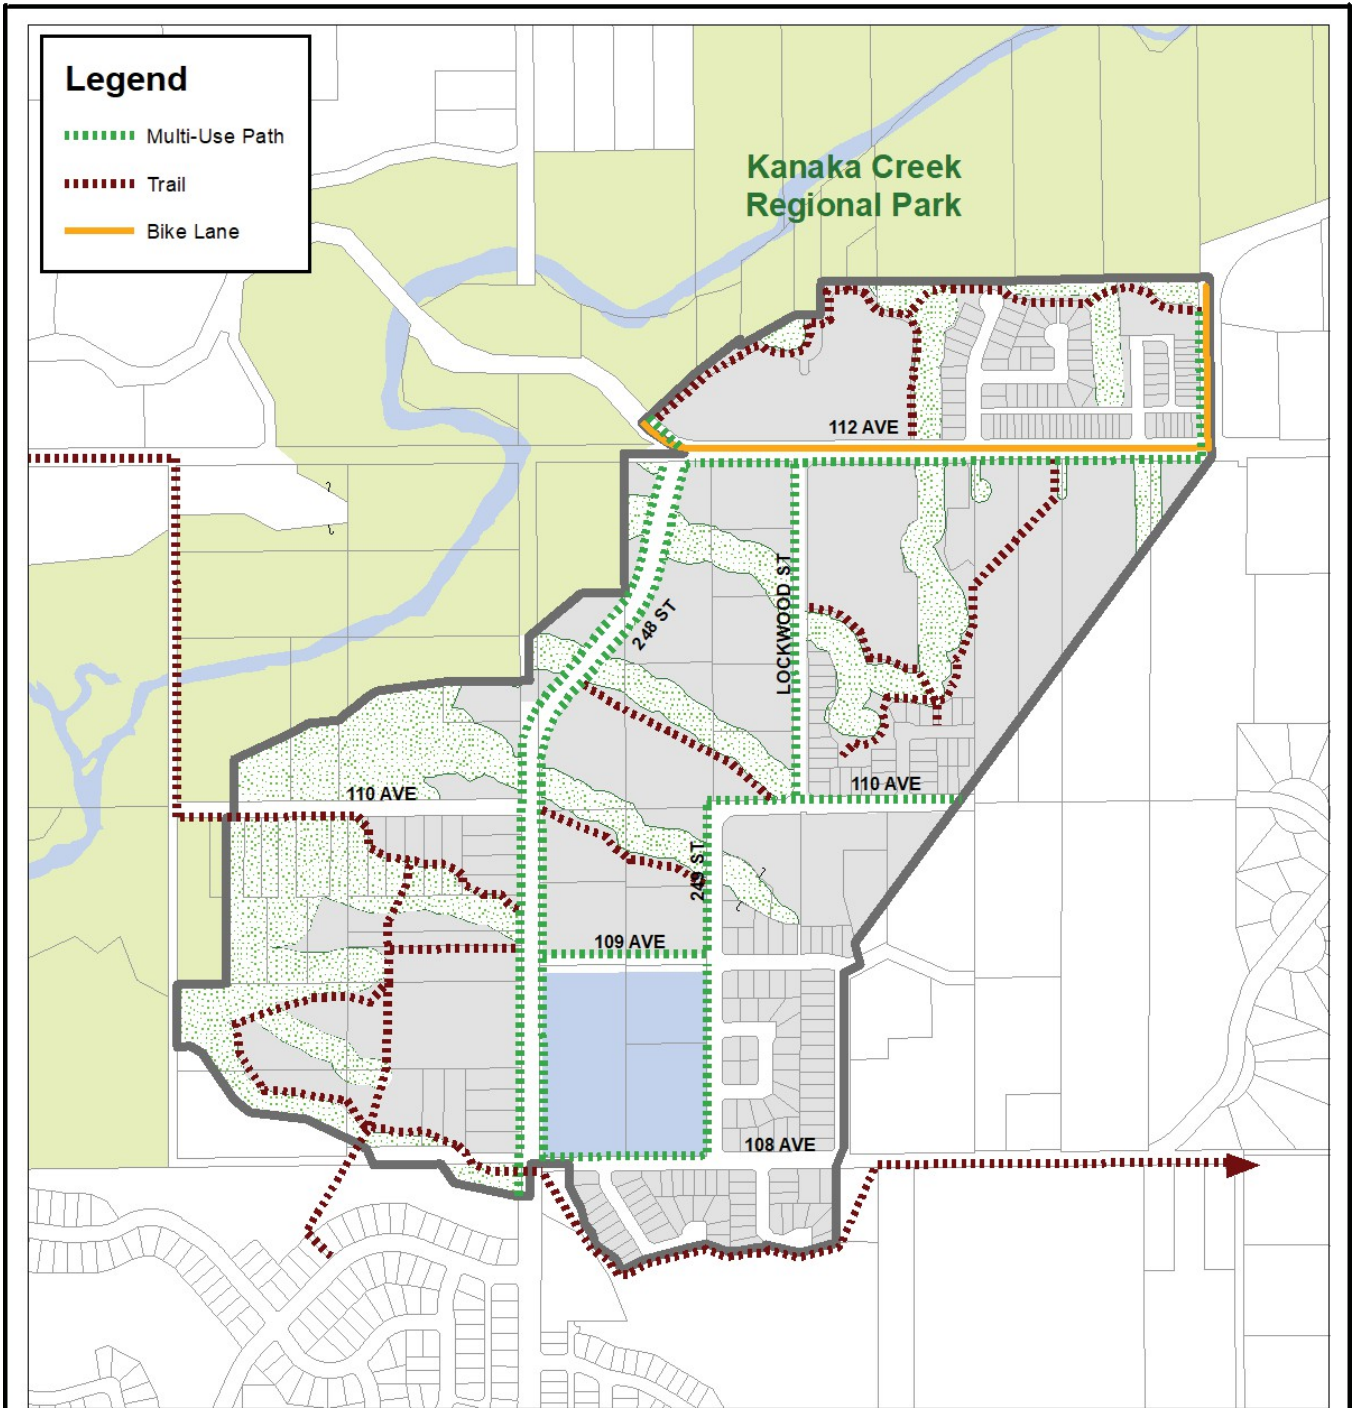 Legend
Multi-Use Path
Trail
Bike Lane
Kanaka Creek
Regional Park
112 AVE
248 ST
LOCKWOOD ST
110 AVE
110 AVE
249 ST
109 AVE
108 AVE